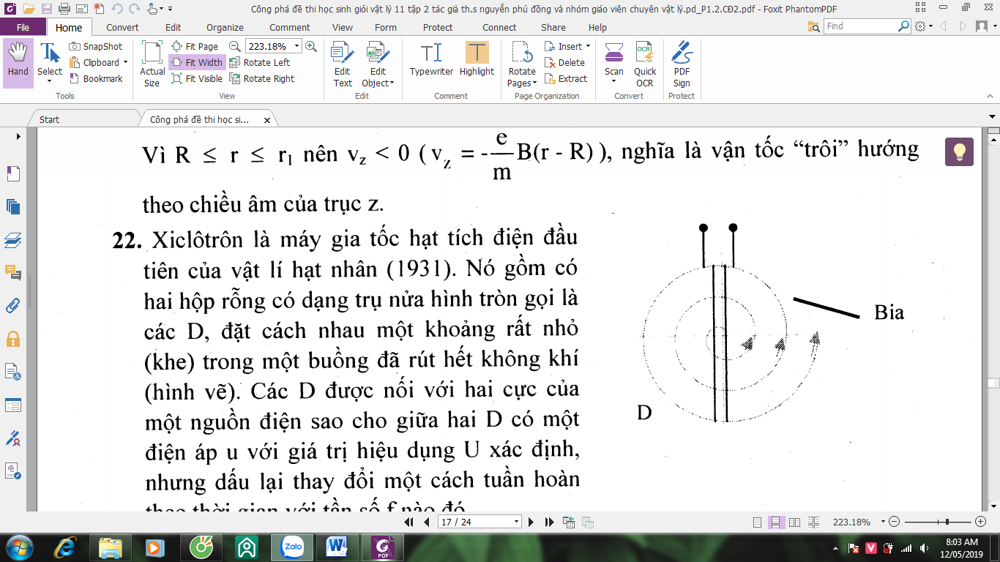 Công phá đề thi học sinh giỏi vật lý 11 tập 2 tác giả th.s nguyễn phú đồng và nhóm giáo viên chuyên vật lý.pd_P1.2.CĐ2.pdf - Foxit PhantomPDF
File Home Convert Edit Organize Comment View Form Protect Connect Share Help Find
Hand
Select
SnapShot
Clipboard
Bookmark
Tools
Actual Size
Fit Page
Fit Width
Fit Visible
223.18%
Rotate Left
Rotate Right
View
Edit Text
Edit Object
Edit
Typewriter
Highlight
Comment
Rotate Pages
Insert
Delete
Extract
Page Organization
Scan
Quick OCR
Convert
PDF Sign
Protect
Start
Công phá đề thi học si...
Vì R ≤ r ≤ r₁ nên v_z < 0 ( v_z = -e/m B(r - R) ), nghĩa là vận tốc “trôi” hướng
theo chiều âm của trục z.
22. Xiclôtrôn là máy gia tốc hạt tích điện đầu
tiên của vật lí hạt nhân (1931). Nó gồm có
hai hộp rỗng có dạng trụ nửa hình tròn gọi là
các D, đặt cách nhau một khoảng rất nhỏ
(khe) trong một buồng đã rút hết không khí
(hình vẽ). Các D được nối với hai cực của
một nguồn điện sao cho giữa hai D có một
điện áp u với giá trị hiệu dụng U xác định,
nhưng dấu lại thay đổi một cách tuần hoàn
theo thời gian với tần số f nào đó
Bia
D
17 / 24
223.18%
Zalo
PDF
8:03 AM
12/05/2019